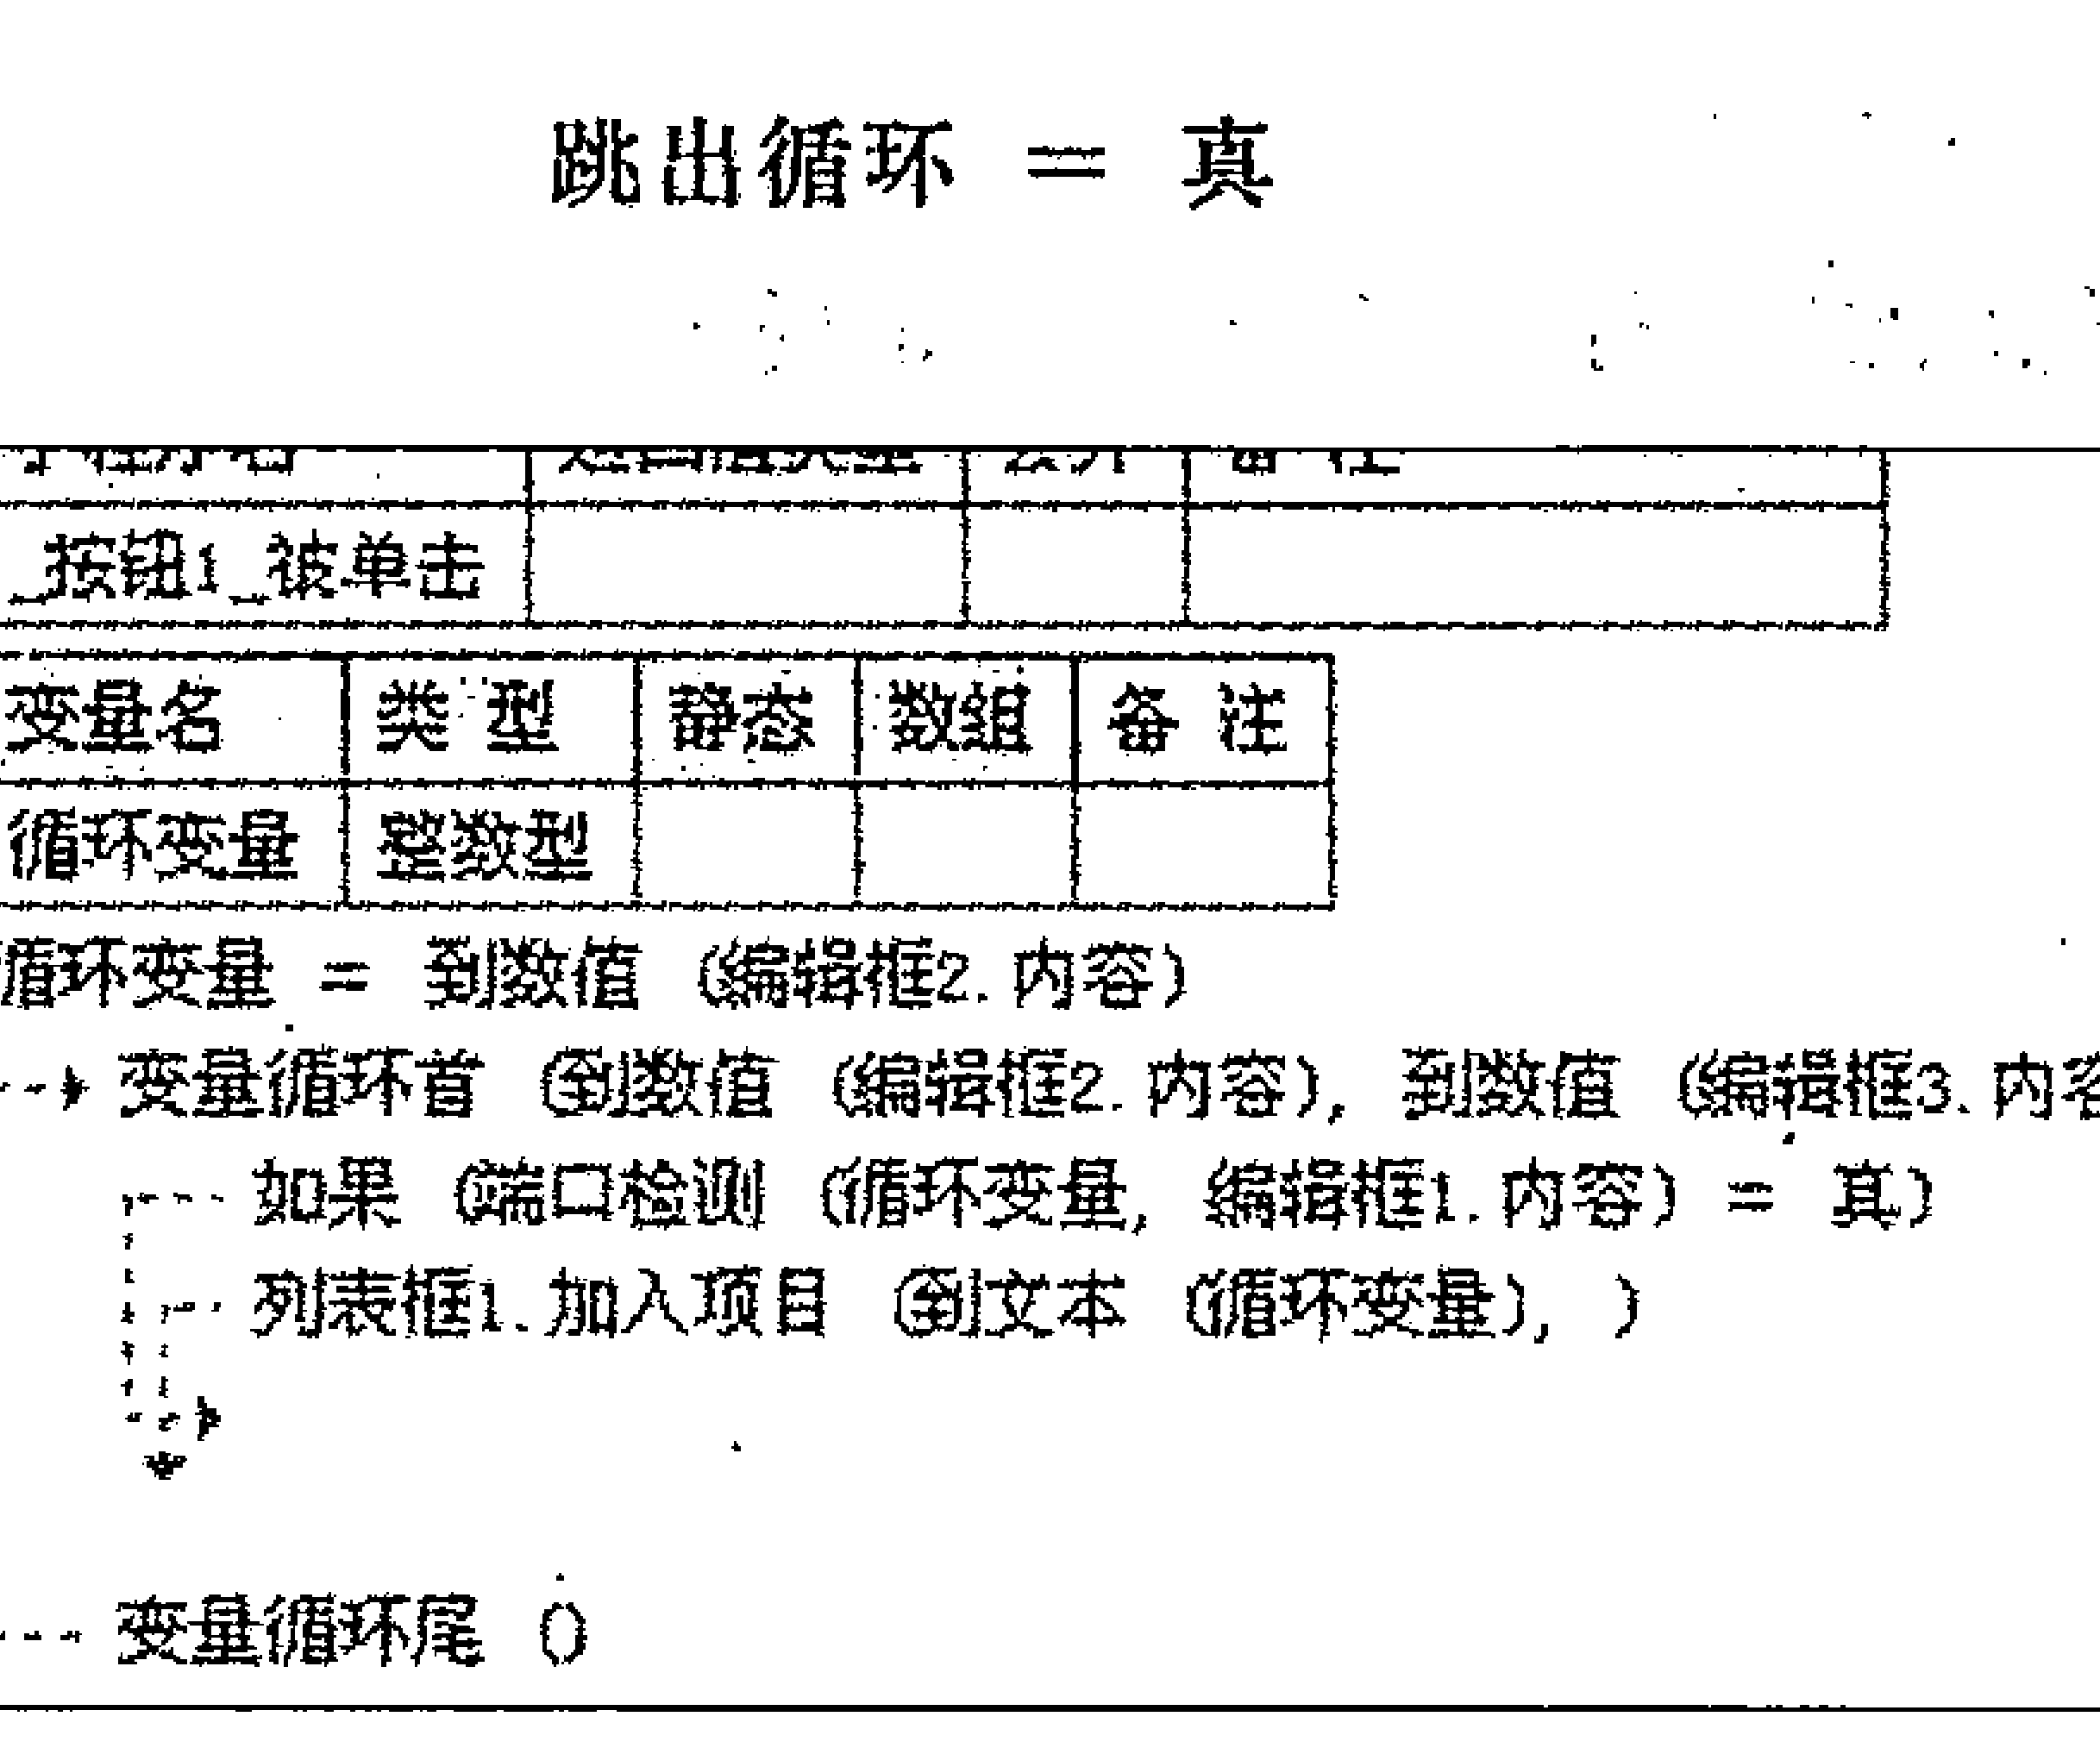 跳出循环 = 真
_按钮1_被单击
变量名 类 型 静态 数组 备 注
循环变量 整数型
循环变量 = 到数值 (编辑框2.内容)
变量循环首 (到数值 (编辑框2.内容), 到数值 (编辑框3.内容
如果 (端口检测 (循环变量, 编辑框1.内容) = 真)
列表框1.加入项目 (到文本 (循环变量), )
变量循环尾 ()